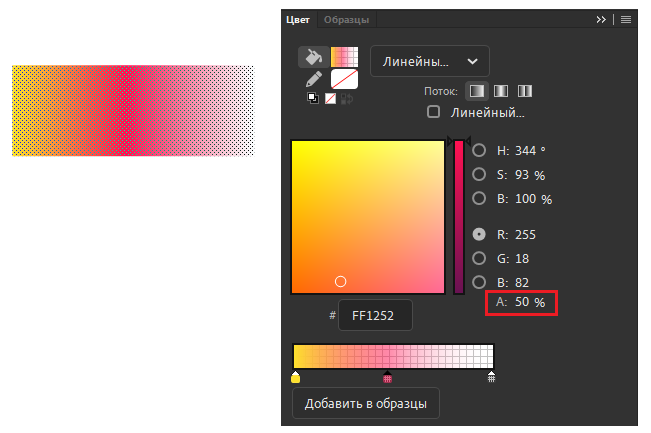 Цвет Образцы
Линейны...
Поток:
Линейный...
H: 344 °
S: 93 %
B: 100 %
R: 255
G: 18
B: 82
A: 50 %
# FF1252
Добавить в образцы